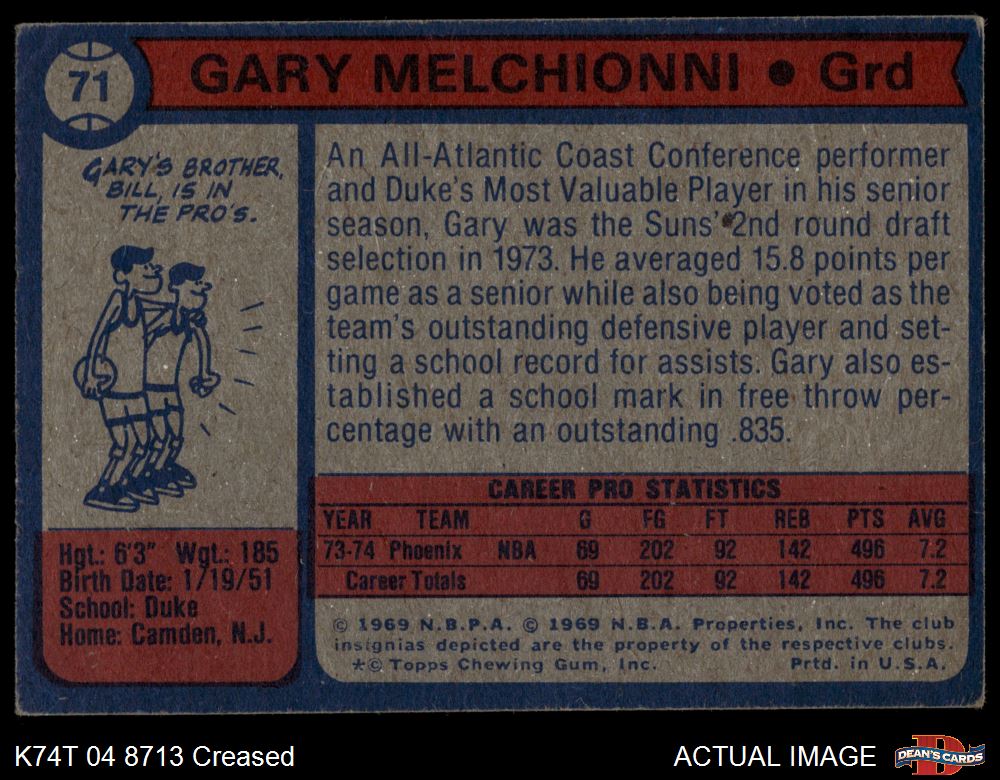 71
GARY MELCHIONNI • Grd
GARY'S BROTHER,
BILL, IS IN
THE PRO'S.
An All-Atlantic Coast Conference performer
and Duke's Most Valuable Player in his senior
season, Gary was the Suns' 2nd round draft
selection in 1973. He averaged 15.8 points per
game as a senior while also being voted as the
team's outstanding defensive player and set-
ting a school record for assists. Gary also es-
tablished a school mark in free throw per-
centage with an outstanding .835.
Hgt.: 6'3" Wgt.: 185
Birth Date: 1/19/51
School: Duke
Home: Camden, N.J.
CAREER PRO STATISTICS
YEAR TEAM G FG FT REB PTS AVG
73-74 Phoenix NBA 69 202 92 142 496 7.2
Career Totals 69 202 92 142 496 7.2
© 1969 N.B.P.A. © 1969 N.B.A. Properties, Inc. The club
insignias depicted are the property of the respective clubs.
*© Topps Chewing Gum, Inc. Prtd. in U.S.A.
K74T 04 8713 Creased
ACTUAL IMAGE
D
DEAN'S CARDS